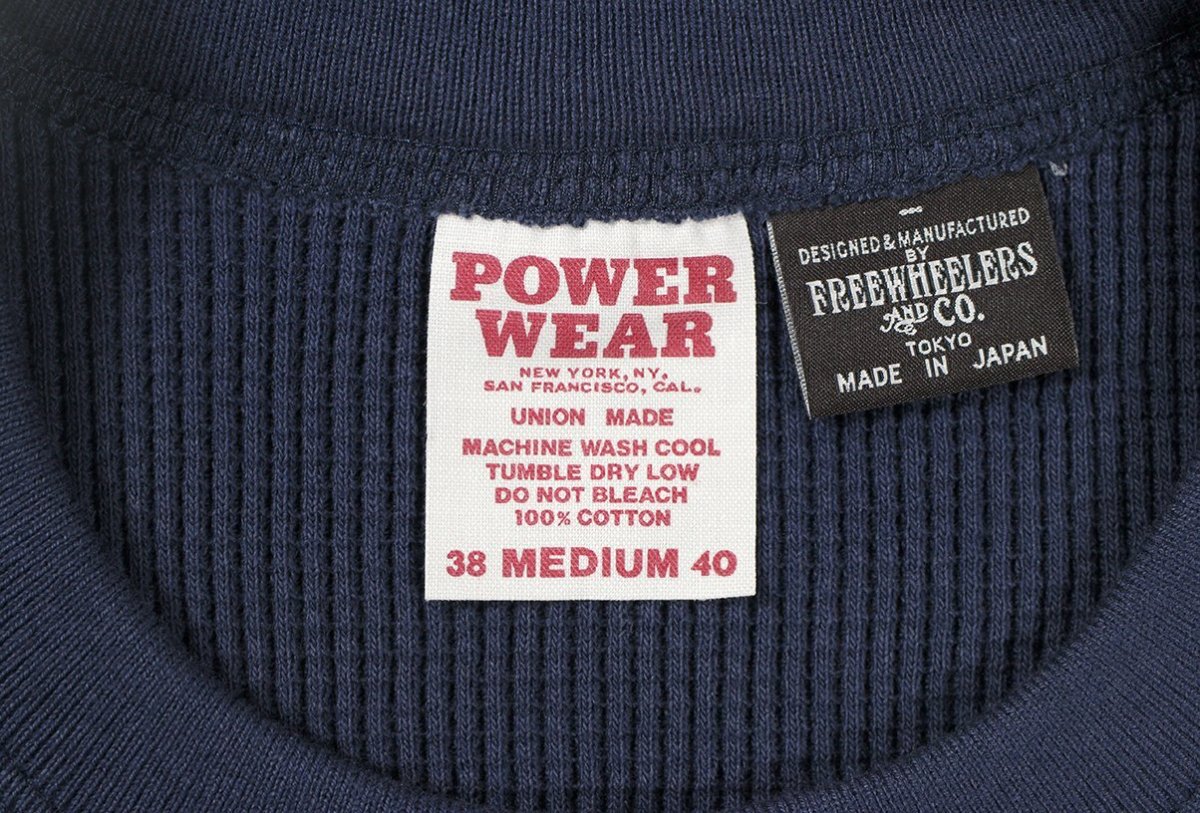 POWER
WEAR
NEW YORK, NY.
SAN FRANCISCO, CAL.
UNION MADE
MACHINE WASH COOL
TUMBLE DRY LOW
DO NOT BLEACH
100% COTTON
38 MEDIUM 40
DESIGNED & MANUFACTURED
BY
FREEWHEELERS
AND CO.
TOKYO
MADE IN JAPAN